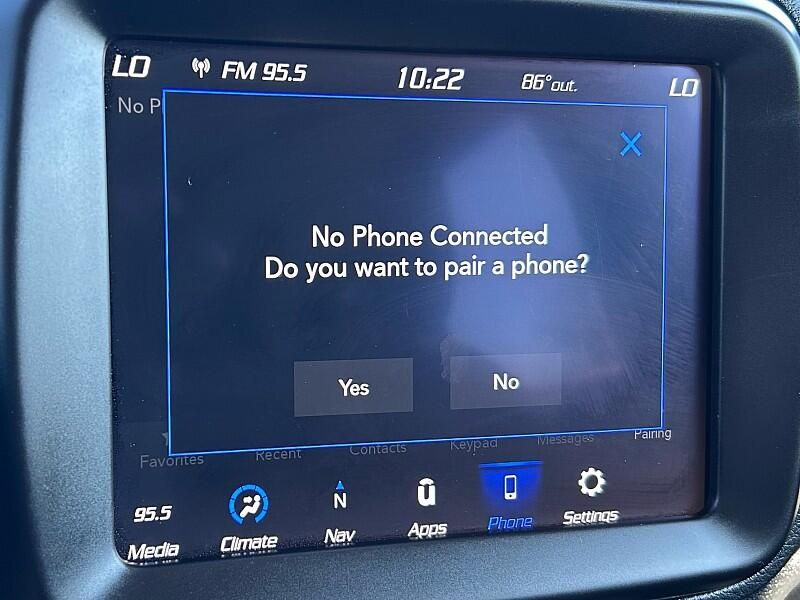 LO FM 95.5 10:22 86°out. LO
No P
No Phone Connected
Do you want to pair a phone?
Yes No
Favorites Recent Contacts Keypad Messages Pairing
95.5 N
Media Climate Nav Apps Phone Settings